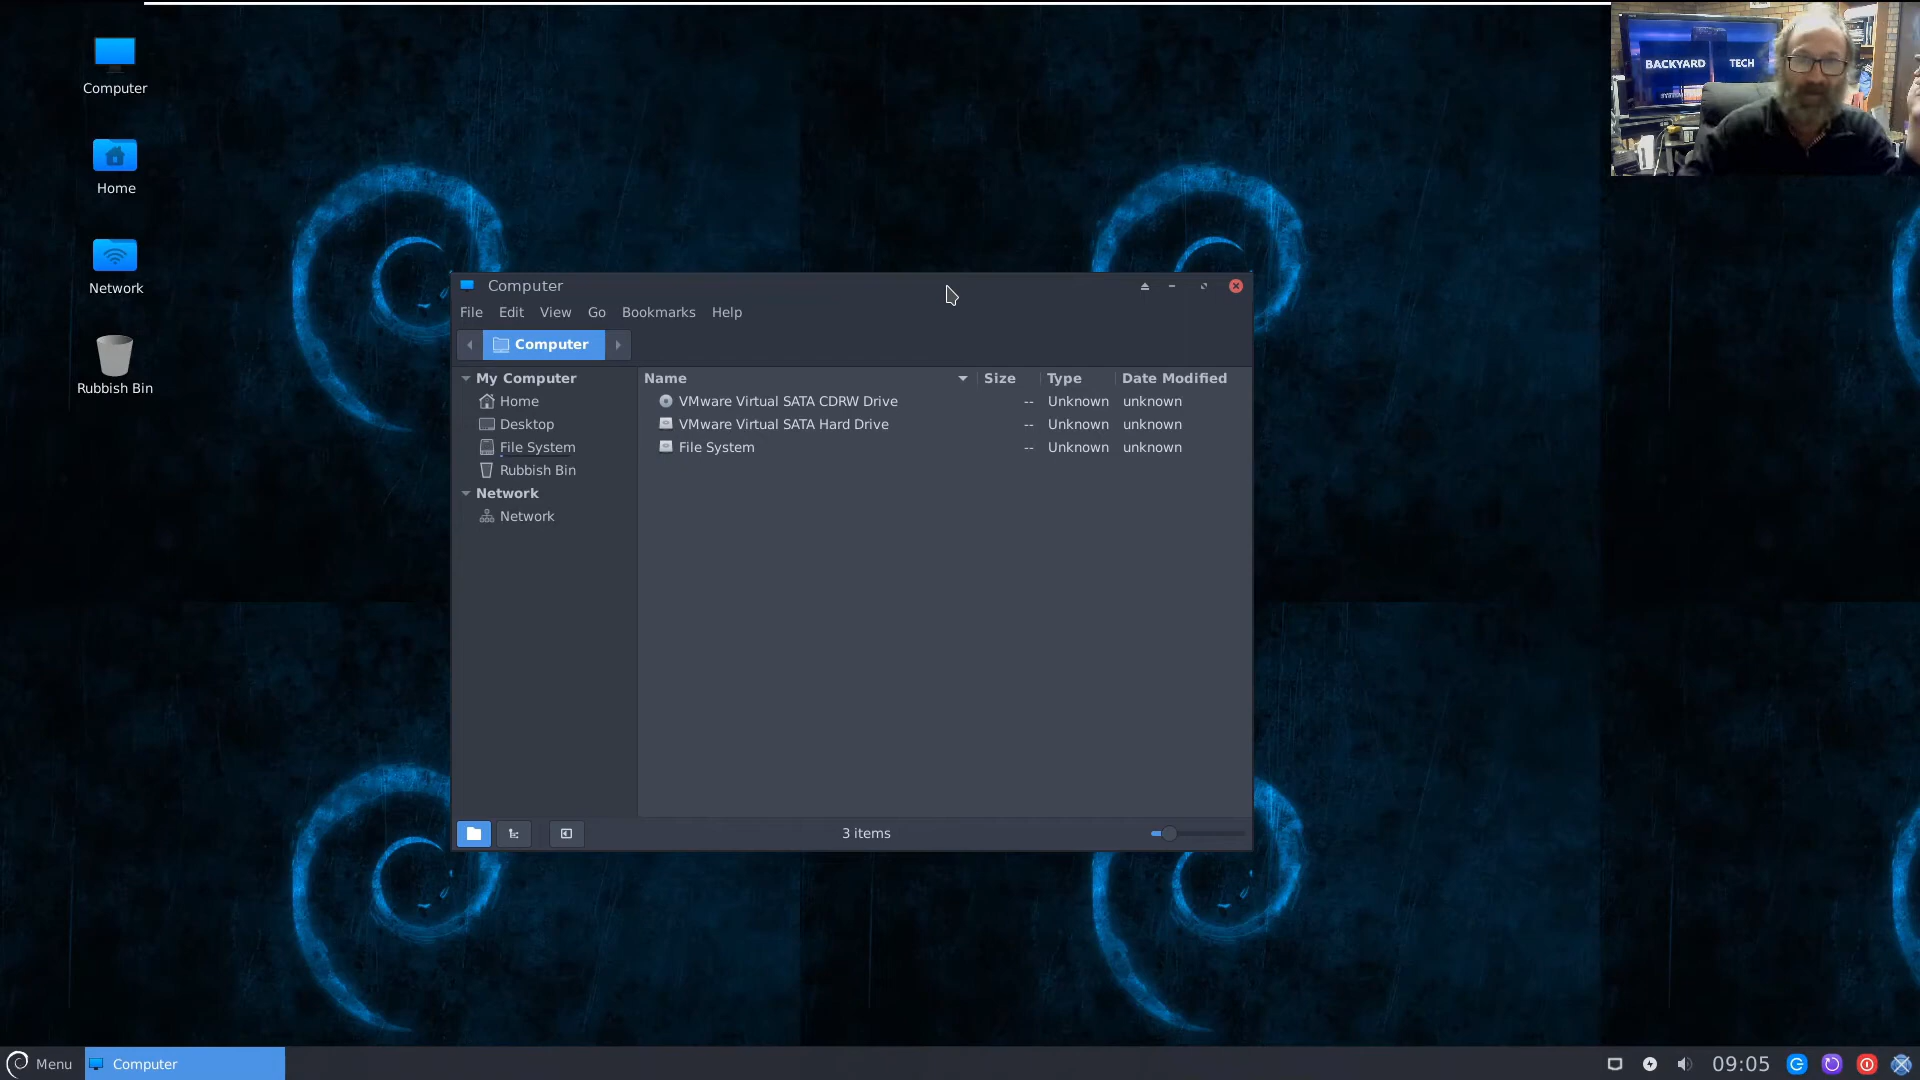 Computer
Home
Network
Rubbish Bin
BACKYARD TECH
Computer
File Edit View Go Bookmarks Help
Computer
My Computer
Home
Desktop
File System
Rubbish Bin
Network
Network
Name Size Type Date Modified
VMware Virtual SATA CDRW Drive -- Unknown unknown
VMware Virtual SATA Hard Drive -- Unknown unknown
File System -- Unknown unknown
3 items
Menu Computer 09:05